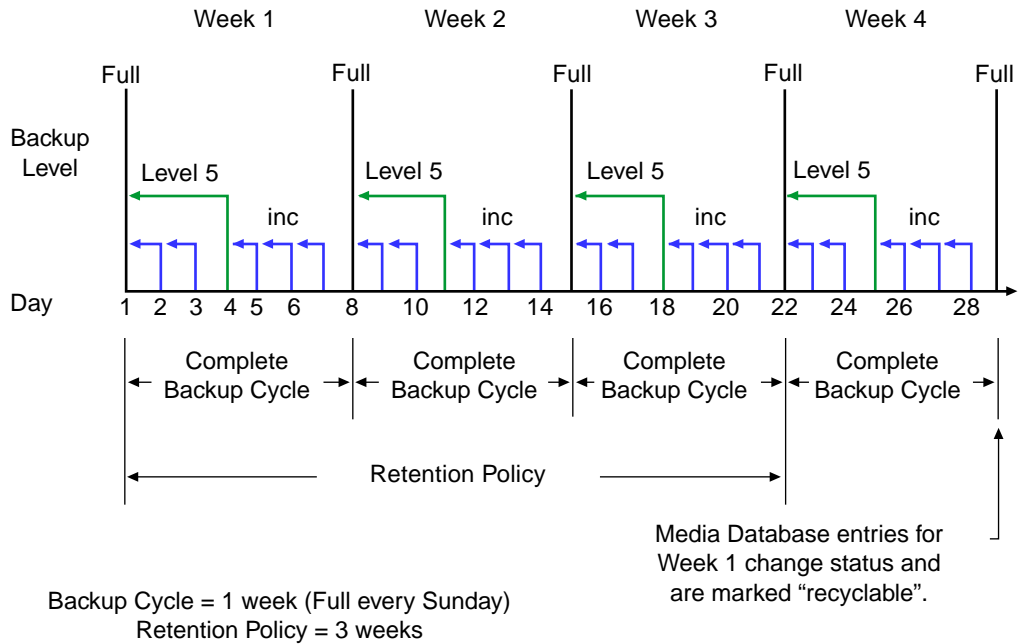 Week 1 Week 2 Week 3 Week 4
Full Full Full Full Full
Backup
Level
Level 5 Level 5 Level 5 Level 5
inc inc inc inc
Day 1 2 3 4 5 6 8 10 12 14 16 18 20 22 24 26 28
Complete Complete Complete Complete
Backup Cycle Backup Cycle Backup Cycle Backup Cycle
Retention Policy
Media Database entries for
Week 1 change status and
are marked “recyclable”.
Backup Cycle = 1 week (Full every Sunday)
Retention Policy = 3 weeks